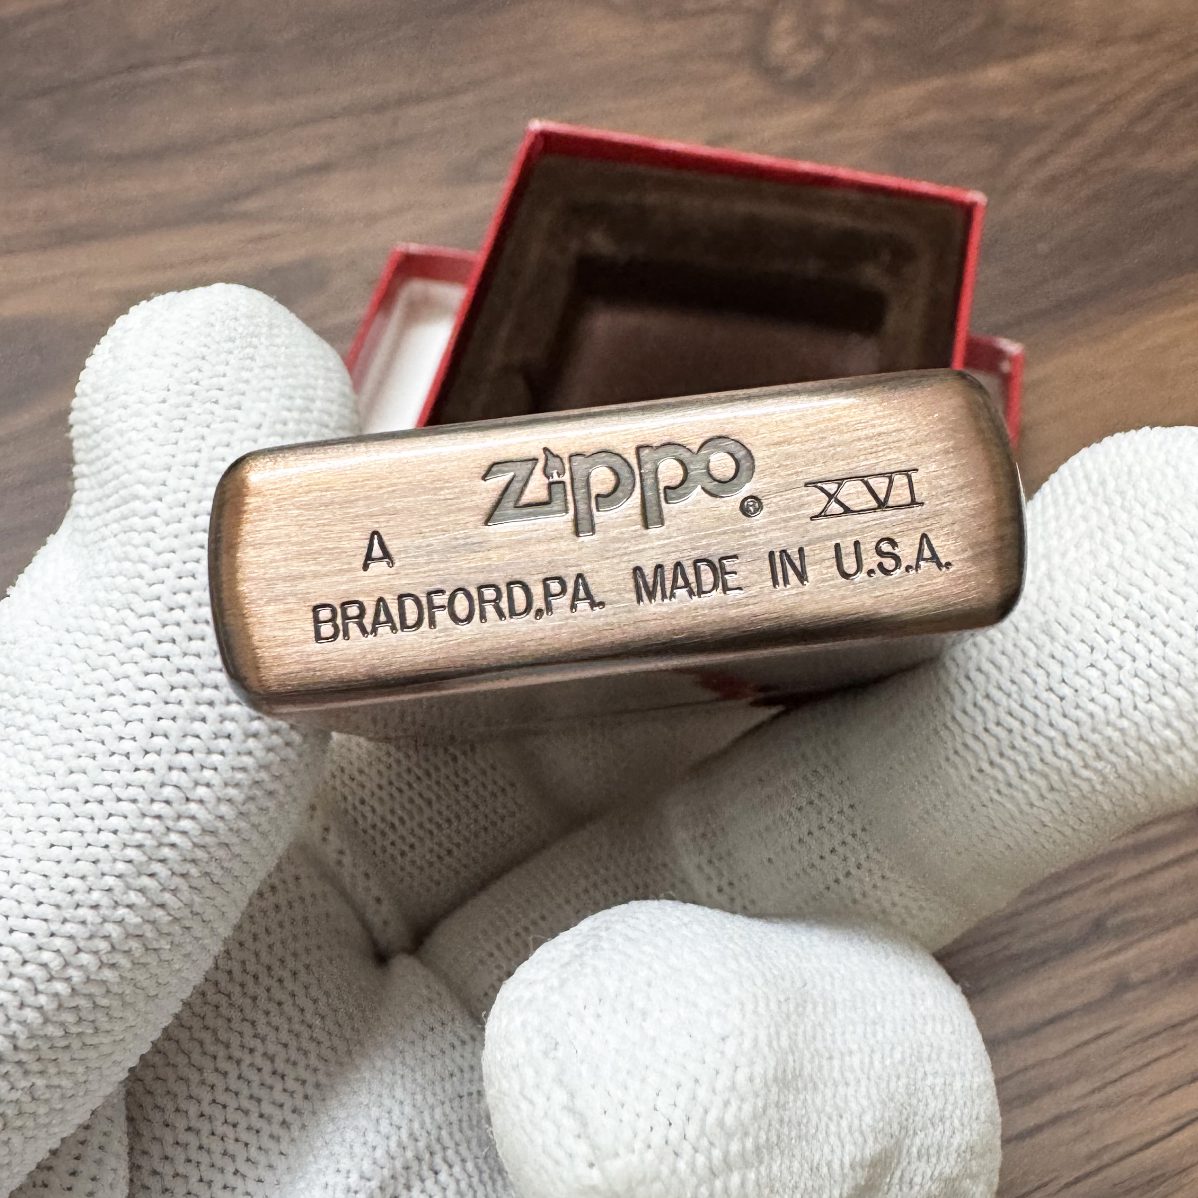 zippo® XVI
A
BRADFORD,PA. MADE IN U.S.A.